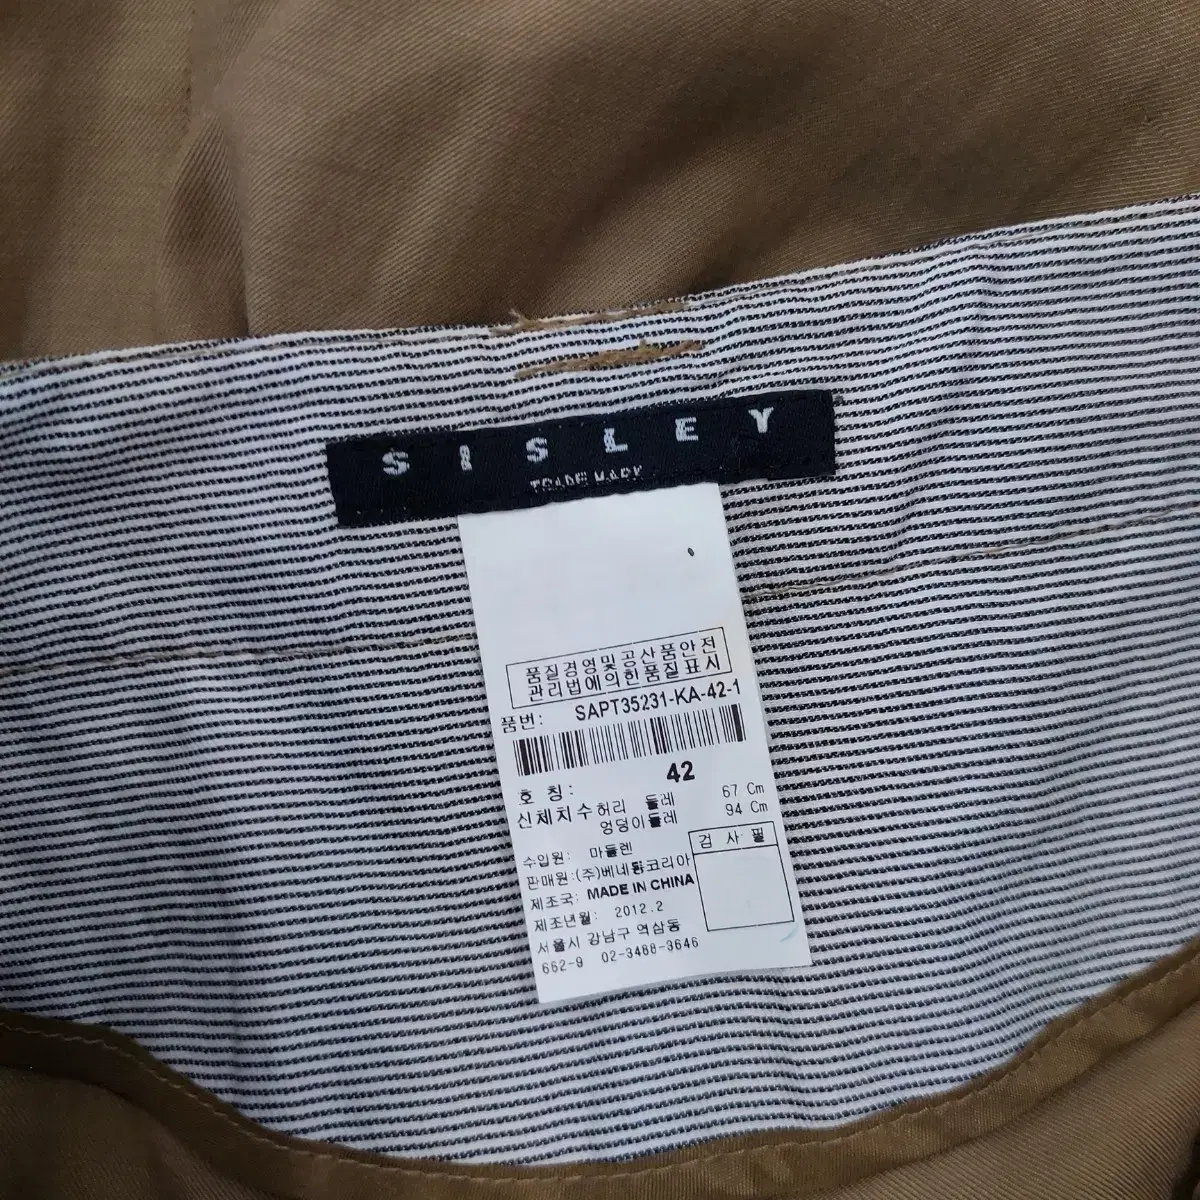 SISLEY
TRADE MARK
품질경영및공산품안전
관리법에의한품질표시
품번: SAPT35231-KA-42-1
호 칭: 42
신체치수 허리 둘레 67 Cm
엉덩이둘레 94 Cm
검 사 필
수입원: 마들렌
판매원:(주)베네통코리아
제조국: MADE IN CHINA
제조년월: 2012.2
서울시 강남구 역삼동
662-9 02-3488-3646